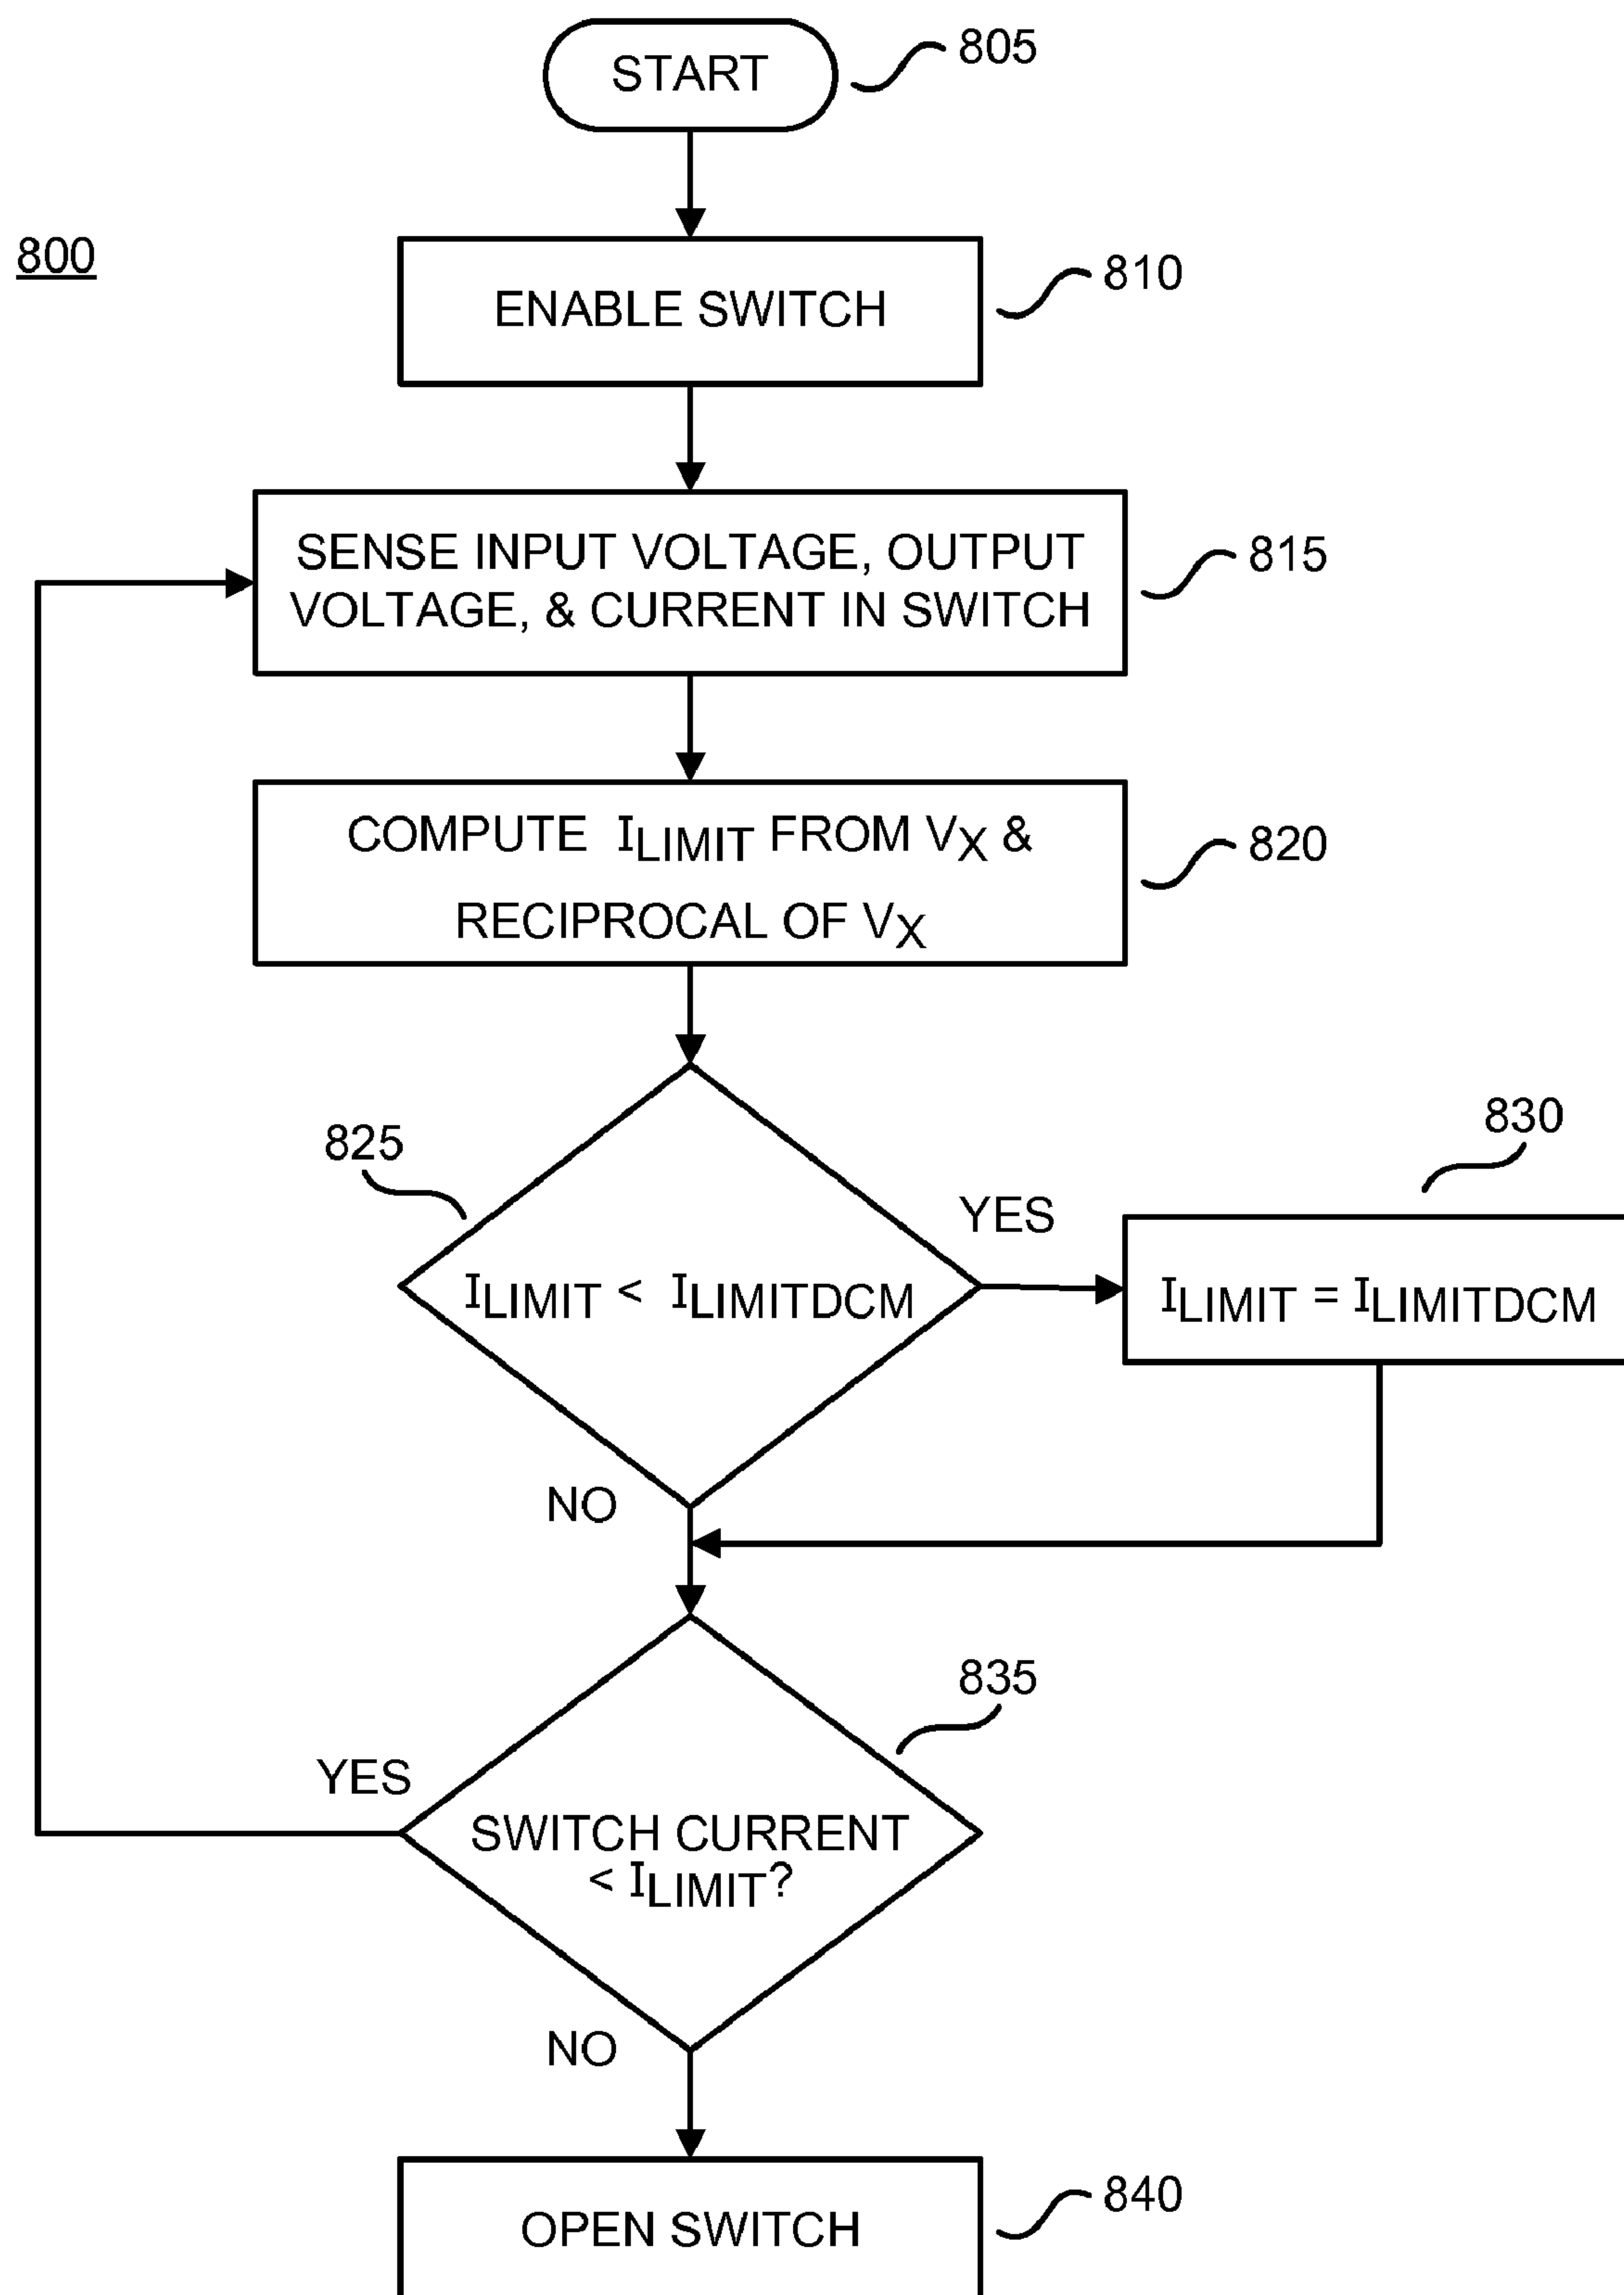 START
805
800
ENABLE SWITCH
810
SENSE INPUT VOLTAGE, OUTPUT
VOLTAGE, & CURRENT IN SWITCH
815
COMPUTE ILIMIT FROM VX &
RECIPROCAL OF VX
820
825
ILIMIT < ILIMITDCM
YES
830
ILIMIT = ILIMITDCM
NO
835
YES
SWITCH CURRENT
< ILIMIT?
NO
OPEN SWITCH
840